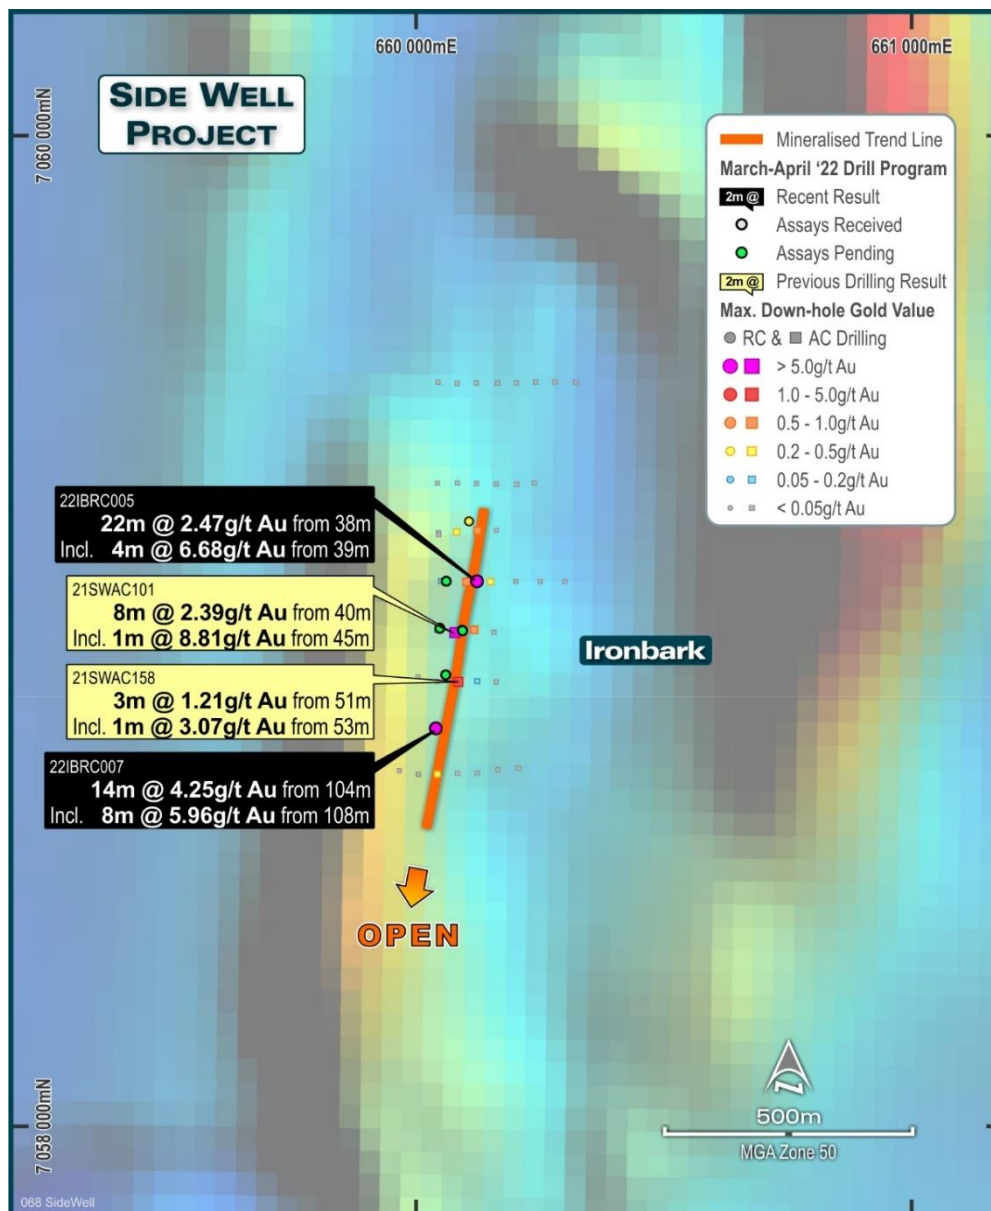 660 000mE
661 000mE
7 060 000mN
SIDE WELL
PROJECT
Mineralised Trend Line
March-April ‘22 Drill Program
2m @ Recent Result
Assays Received
Assays Pending
2m @ Previous Drilling Result
Max. Down-hole Gold Value
RC & AC Drilling
> 5.0g/t Au
1.0 - 5.0g/t Au
0.5 - 1.0g/t Au
0.2 - 0.5g/t Au
0.05 - 0.2g/t Au
< 0.05g/t Au
22IBRC005
22m @ 2.47g/t Au from 38m
Incl. 4m @ 6.68g/t Au from 39m
21SWAC101
8m @ 2.39g/t Au from 40m
Incl. 1m @ 8.81g/t Au from 45m
Ironbark
21SWAC158
3m @ 1.21g/t Au from 51m
Incl. 1m @ 3.07g/t Au from 53m
22IBRC007
14m @ 4.25g/t Au from 104m
Incl. 8m @ 5.96g/t Au from 108m
OPEN
7 058 000mN
N
500m
MGA Zone 50
068 SideWell